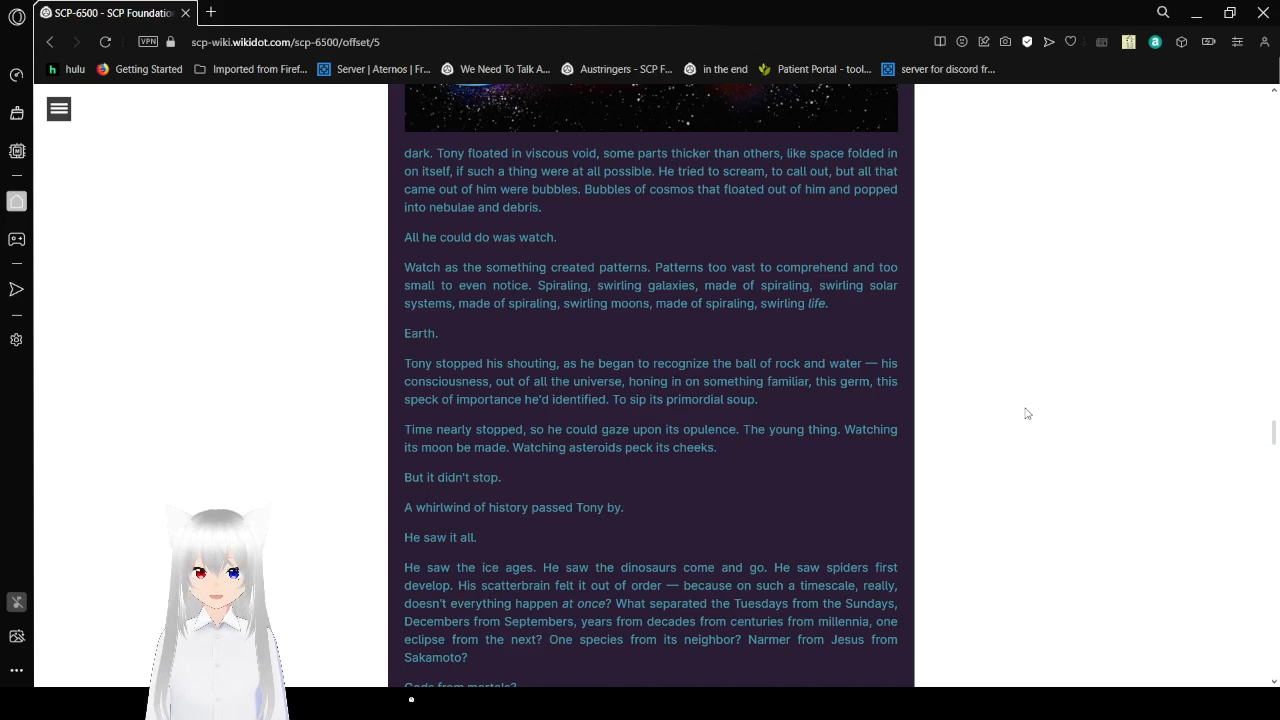 SCP-6500 - SCP Foundatio
VPN
scp-wiki.wikidot.com/scp-6500/offset/5
hulu
Getting Started
Imported from Firef...
Server | Aternos | Fr...
We Need To Talk A...
Austringers - SCP F...
in the end
Patient Portal - tool...
server for discord fr...
dark. Tony floated in viscous void, some parts thicker than others, like space folded in
on itself, if such a thing were at all possible. He tried to scream, to call out, but all that
came out of him were bubbles. Bubbles of cosmos that floated out of him and popped
into nebulae and debris.
All he could do was watch.
Watch as the something created patterns. Patterns too vast to comprehend and too
small to even notice. Spiraling, swirling galaxies, made of spiraling, swirling solar
systems, made of spiraling, swirling moons, made of spiraling, swirling life.
Earth.
Tony stopped his shouting, as he began to recognize the ball of rock and water — his
consciousness, out of all the universe, honing in on something familiar, this germ, this
speck of importance he'd identified. To sip its primordial soup.
Time nearly stopped, so he could gaze upon its opulence. The young thing. Watching
its moon be made. Watching asteroids peck its cheeks.
But it didn't stop.
A whirlwind of history passed Tony by.
He saw it all.
He saw the ice ages. He saw the dinosaurs come and go. He saw spiders first
develop. His scatterbrain felt it out of order — because on such a timescale, really,
doesn't everything happen at once? What separated the Tuesdays from the Sundays,
Decembers from Septembers, years from decades from centuries from millennia, one
eclipse from the next? One species from its neighbor? Narmer from Jesus from
Sakamoto?
Gods from mortals?